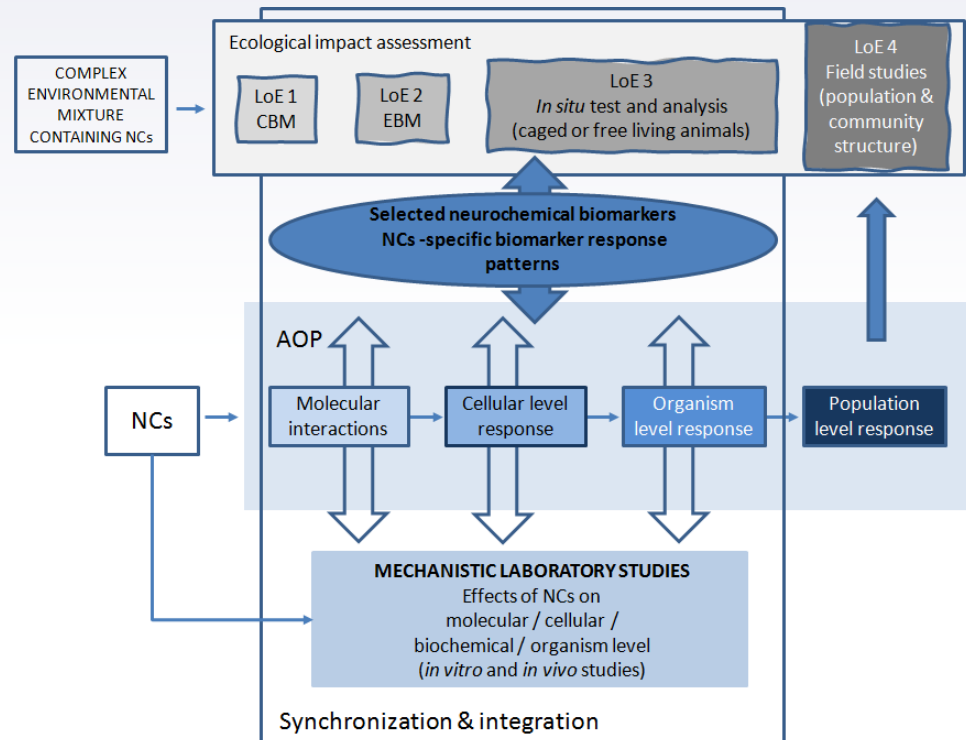 Ecological impact assessment
COMPLEX
ENVIRONMENTAL
MIXTURE
CONTAINING NCs
LoE 1
CBM
LoE 2
EBM
LoE 3
In situ test and analysis
(caged or free living animals)
LoE 4
Field studies
(population &
community
structure)
Selected neurochemical biomarkers
NCs -specific biomarker response
patterns
AOP
NCs
Molecular
interactions
Cellular level
response
Organism
level response
Population
level response
MECHANISTIC LABORATORY STUDIES
Effects of NCs on
molecular / cellular /
biochemical / organism level
(in vitro and in vivo studies)
Synchronization & integration